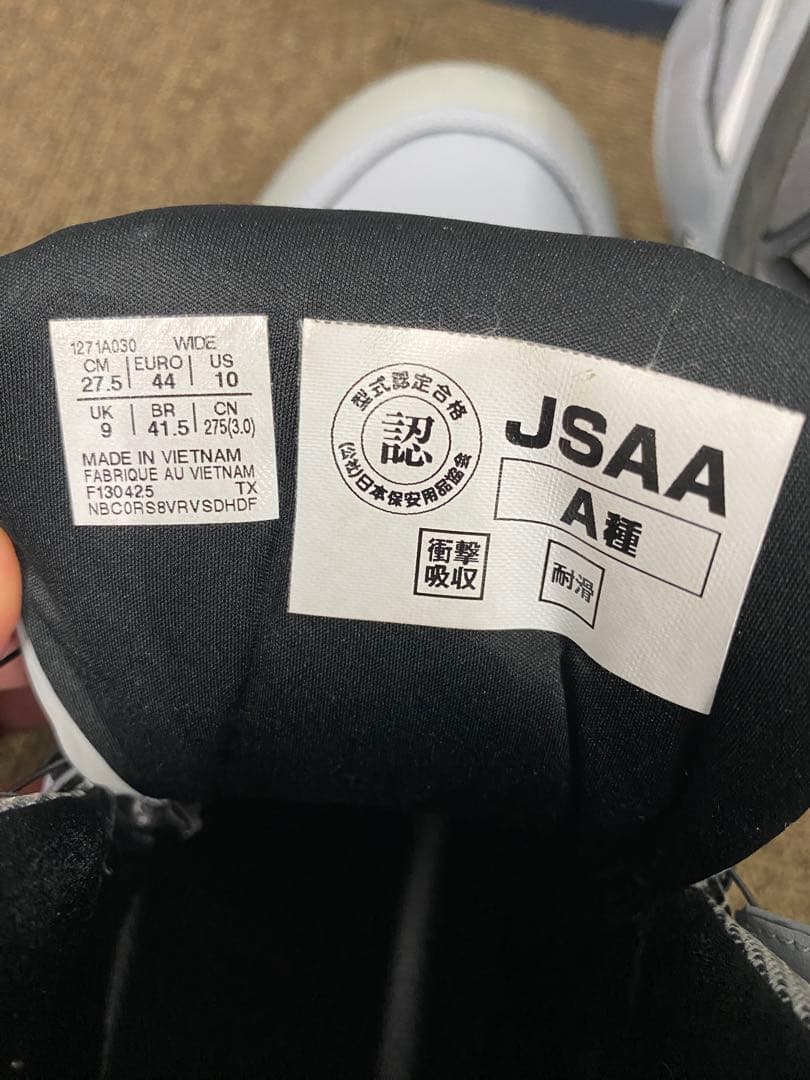 1271A030 WIDE
CM EURO US
27.5 44 10
UK BR CN
9 41.5 275(3.0)
MADE IN VIETNAM
FABRIQUE AU VIETNAM
F130425 TX
NBC0RS8VRVSDHDF
型式認定合格
認
(公社)日本保安用品協会
JSAA
A種
衝撃
吸収
耐滑